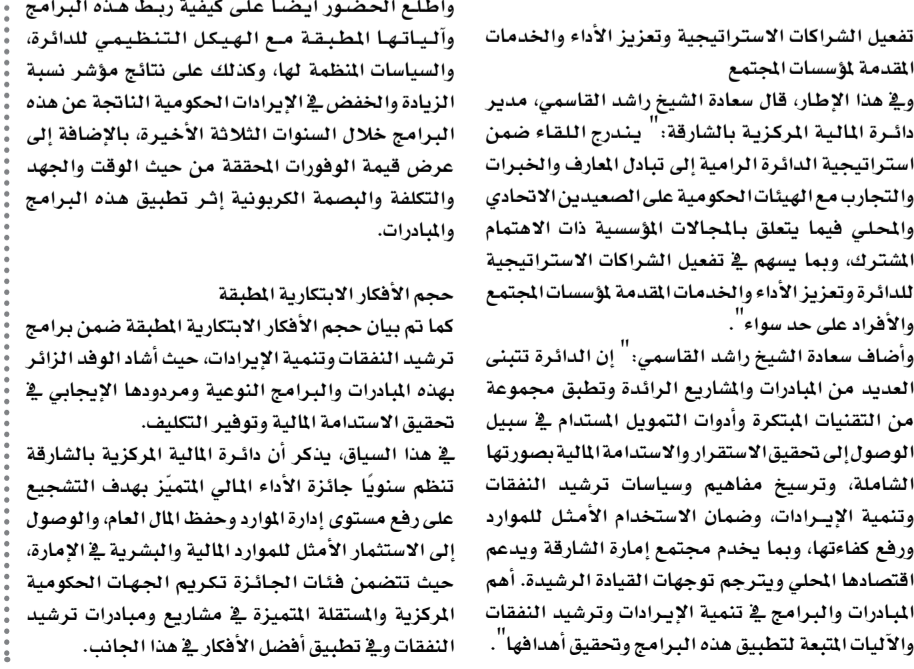 تفعيل الشراكات الاستراتيجية وتعزيز الأداء والخدمات
المقدمة لمؤسسات المجتمع
وفي هذا الإطار، قال سعادة الشيخ راشد القاسمي، مدير
دائرة المالية المركزية بالشارقة: " يندرج اللقاء ضمن
استراتيجية الدائرة الرامية إلى تبادل المعارف والخبرات
والتجارب مع الهيئات الحكومية على الصعيدين الاتحادي
والمحلي فيما يتعلق بالمجالات المؤسسية ذات الاهتمام
المشترك، وبما يسهم في تفعيل الشراكات الاستراتيجية
للدائرة وتعزيز الأداء والخدمات المقدمة لمؤسسات المجتمع
والأفراد على حد سواء".
وأضاف سعادة الشيخ راشد القاسمي: " إن الدائرة تتبنى
العديد من المبادرات والمشاريع الرائدة وتطبق مجموعة
من التقنيات المبتكرة وأدوات التمويل المستدام في سبيل
الوصول إلى تحقيق الاستقرار والاستدامة المالية بصورتها
الشاملة، وترسيخ مفاهيم وسياسات ترشيد النفقات
وتنمية الإيرادات، وضمان الاستخدام الأمثل للموارد
ورفع كفاءتها، وبما يخدم مجتمع إمارة الشارقة ويدعم
اقتصادها المحلي ويترجم توجهات القيادة الرشيدة. أهم
المبادرات والبرامج في تنمية الإيرادات وترشيد النفقات
والآليات المتبعة لتطبيق هذه البرامج وتحقيق أهدافها".
واطلع الحضور أيضا على كيفية ربط هذه البرامج
وآلياتها المطبقة مع الهيكل التنظيمي للدائرة،
والسياسات المنظمة لها، وكذلك على نتائج مؤشر نسبة
الزيادة والخفض في الإيرادات الحكومية الناتجة عن هذه
البرامج خلال السنوات الثلاثة الأخيرة، بالإضافة إلى
عرض قيمة الوفورات المحققة من حيث الوقت والجهد
والتكلفة والبصمة الكربونية إثر تطبيق هذه البرامج
والمبادرات.
حجم الأفكار الابتكارية المطبقة
كما تم بيان حجم الأفكار الابتكارية المطبقة ضمن برامج
ترشيد النفقات وتنمية الإيرادات، حيث أشاد الوفد الزائر
بهذه المبادرات والبرامج النوعية ومردودها الإيجابي في
تحقيق الاستدامة المالية وتوفير التكليف.
في هذا السياق، يذكر أن دائرة المالية المركزية بالشارقة
تنظم سنويًا جائزة الأداء المالي المتميّز بهدف التشجيع
على رفع مستوى إدارة الموارد وحفظ المال العام، والوصول
إلى الاستثمار الأمثل للموارد المالية والبشرية في الإمارة،
حيث تتضمن فئات الجائزة تكريم الجهات الحكومية
المركزية والمستقلة المتميزة في مشاريع ومبادرات ترشيد
النفقات وفي تطبيق أفضل الأفكار في هذا الجانب.